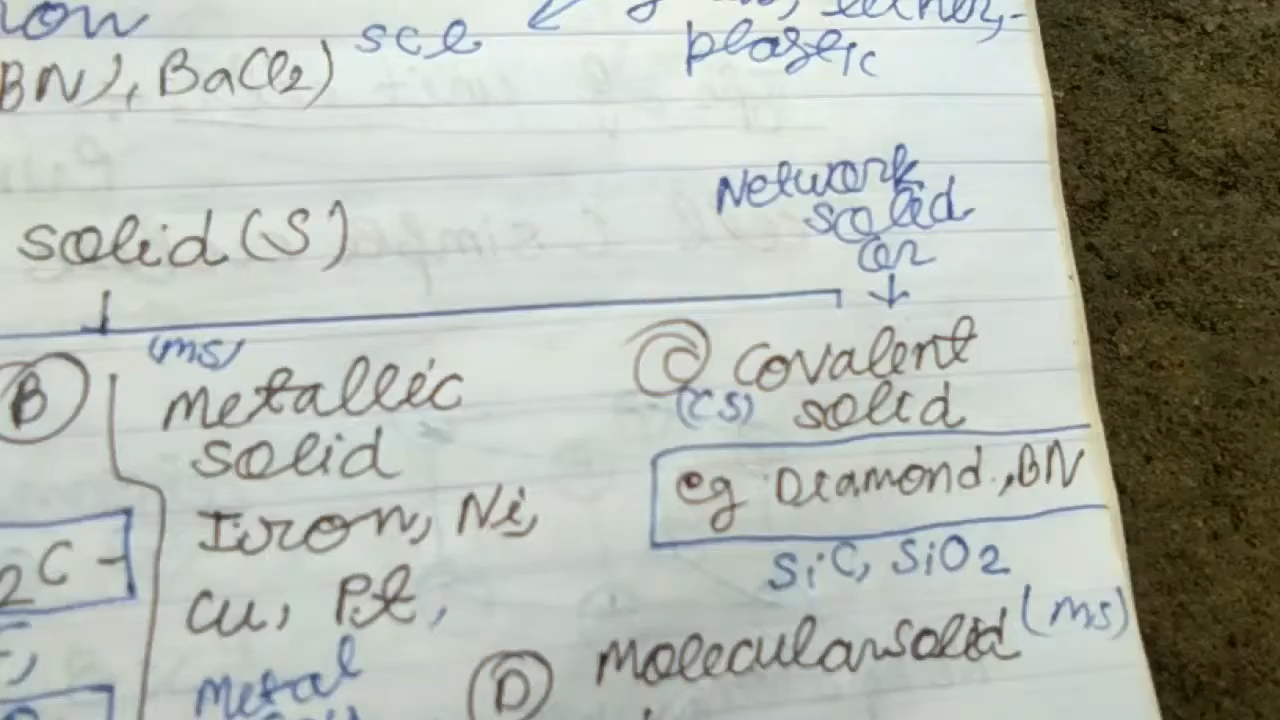 BN), BaCl2) scl
plastic
Network
solid
or
solid (S)
(ms)
B Metallic
solid
Iron, Ni,
Cu, Pt,
Metal
C covalent
(CS) solid
eg Diamond, BN
SiC, SiO2
2C -
D Molecularsolid (ms)